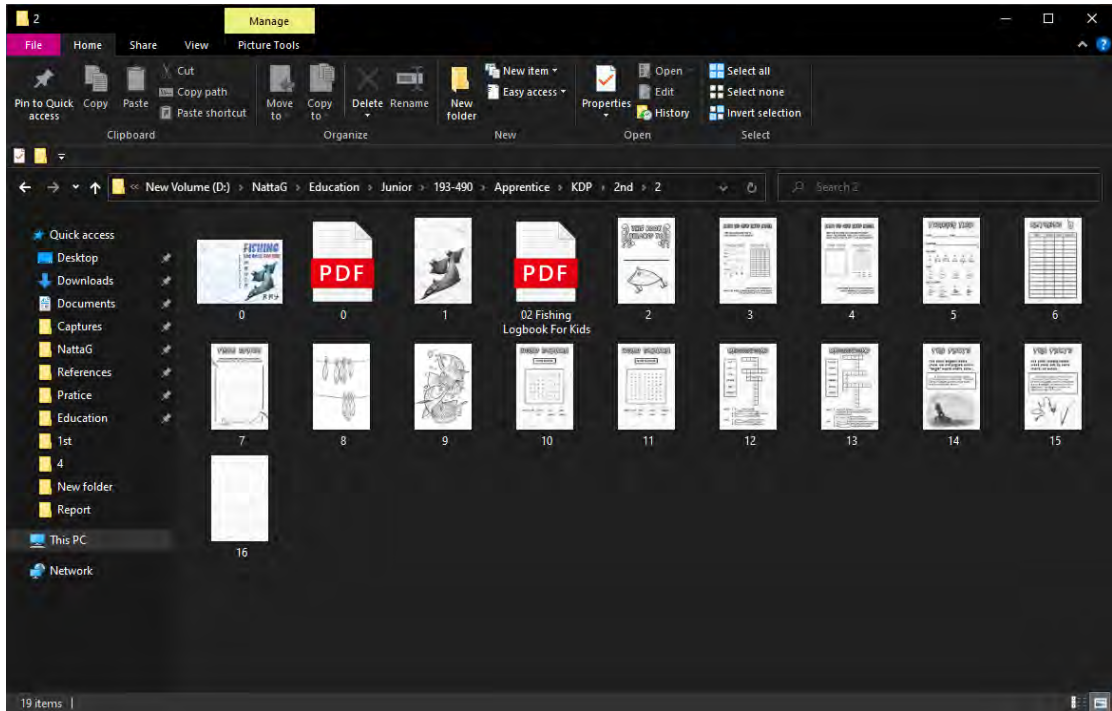 2
Manage
File Home Share View Picture Tools
Pin to Quick access
Copy
Paste
Cut
Copy path
Paste shortcut
Move to
Copy to
Delete
Rename
New folder
New item
Easy access
Properties
Open
Edit
History
Select all
Select none
Invert selection
Clipboard Organize New Open Select
« New Volume (D:) › NattaG › Education › Junior › 193-490 › Apprentice › KDP › 2nd › 2
Search 2
Quick access
Desktop
Downloads
Documents
Captures
NattaG
References
Pratice
Education
1st
4
New folder
Report
This PC
Network
FISHING
PDF
PDF
THIS BOOK
BELONGS TO
0
0
1
02 Fishing
Logbook For Kids
2
3
4
5
6
7
8
9
10
11
12
13
14
15
16
19 items